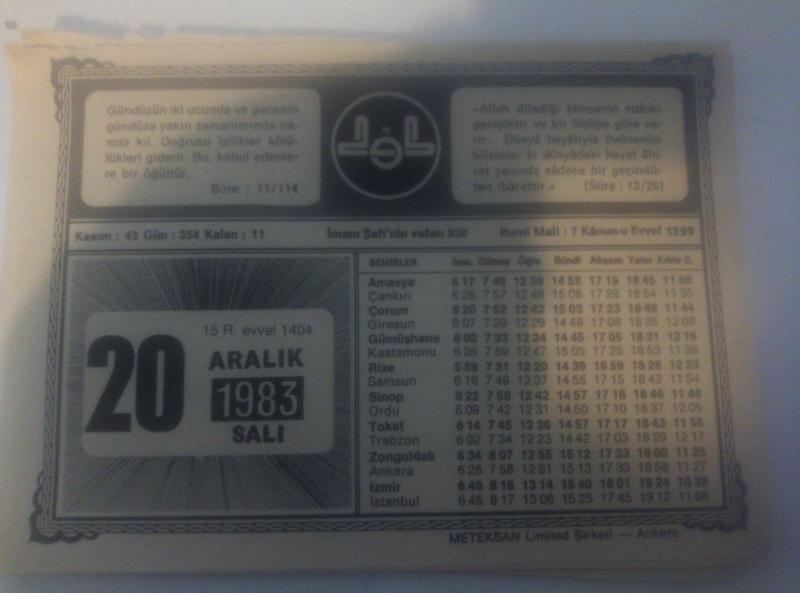 Gündüzün iki ucunda ve gecenin
gündüze yakın zamanlarında na-
maz kıl. Doğrusu iyilikler kötü-
lükleri giderir. Bu, kabul edenle-
re bir öğüttür.
Sûre : 11/114
«Allah dilediği kimsenin rızkını
genişletir ve bir ölçüye göre ve-
rir. Dünyâ hayâtıyla övünenler
bilsinler ki dünyâdaki hayat âhi-
ret yanında sâdece bir geçimlik-
ten ibârettir.» (Sûre : 13/26)
Kasım : 43 Gün : 354 Kalan : 11
İmam Şafi'nin vefatı 820
Rumi Mali : 7 Kânun-u Evvel 1399
15 R. evvel 1404
20
ARALIK
1983
SALI
ŞEHİRLER İms. Güneş Öğle İkindi Akşam Yatsı Kıble S.
Amasya 6 17 7 49 12 39 14 58 17 19 18 45 11 50
Çankırı 6 26 7 57 12 48 15 08 17 28 18 54 11 35
Çorum 6 20 7 52 12 42 15 03 17 23 18 49 11 44
Giresun 6 07 7 39 12 29 14 48 17 08 18 35 12 08
Gümüşhane 6 02 7 33 12 24 14 45 17 05 18 31 12 16
Kastamonu 6 26 7 59 12 47 15 05 17 25 18 53 11 38
Rize 5 59 7 31 12 20 14 39 16 59 18 26 12 23
Samsun 6 16 7 49 12 37 14 55 17 15 18 42 11 54
Sinop 6 22 7 56 12 42 14 57 17 18 18 46 11 48
Ordu 6 09 7 42 12 31 14 50 17 10 18 37 12 05
Tokat 6 14 7 45 12 36 14 57 17 17 18 43 11 55
Trabzon 6 02 7 34 12 23 14 42 17 03 18 29 12 17
Zonguldak 6 34 8 07 12 55 15 12 17 33 19 00 11 25
Ankara 6 28 7 58 12 51 15 13 17 33 18 58 11 27
İzmir 6 49 8 16 13 14 15 40 18 01 19 24 10 38
İstanbul 6 45 8 17 13 06 15 25 17 45 19 12 11 06
METEKSAN Limited Şirketi — Ankara